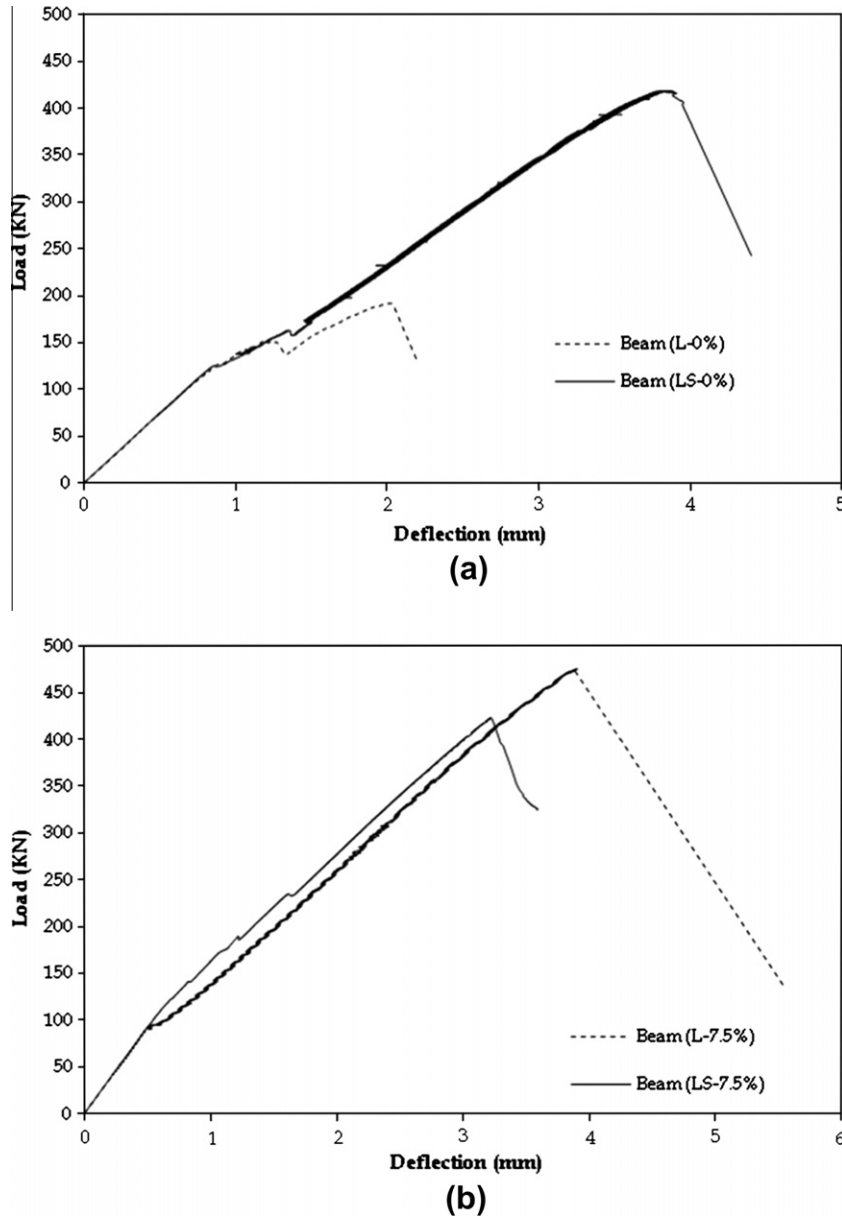 500
450
400
350
300
250
200
150
100
50
0
Load (KN)
Beam (L-0%)
Beam (LS-0%)
0 1 2 3 4 5
Deflection (mm)
(a)
500
450
400
350
300
250
200
150
100
50
0
Load (KN)
Beam (L-7.5%)
Beam (LS-7.5%)
0 1 2 3 4 5 6
Deflection (mm)
(b)